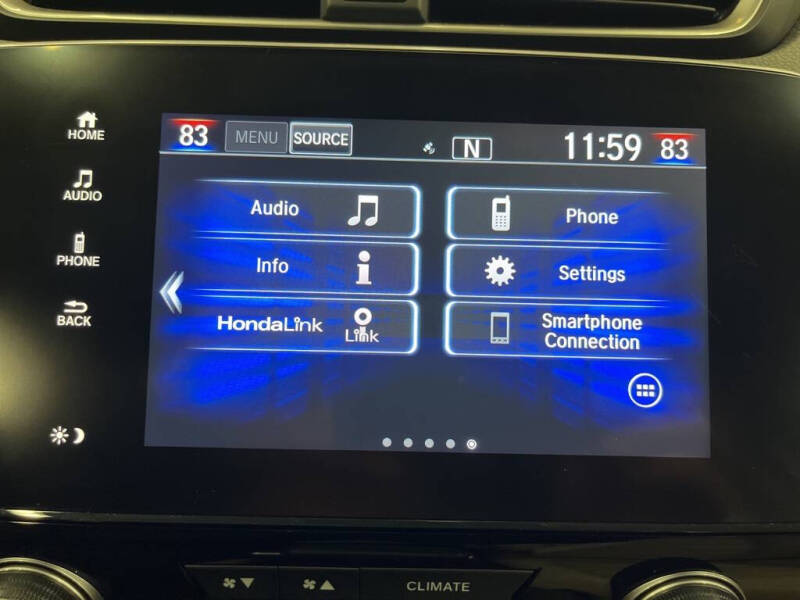 HOME
AUDIO
PHONE
BACK
83 MENU SOURCE N 11:59 83
Audio
Phone
Info
Settings
HondaLink
Link
Smartphone
Connection
CLIMATE